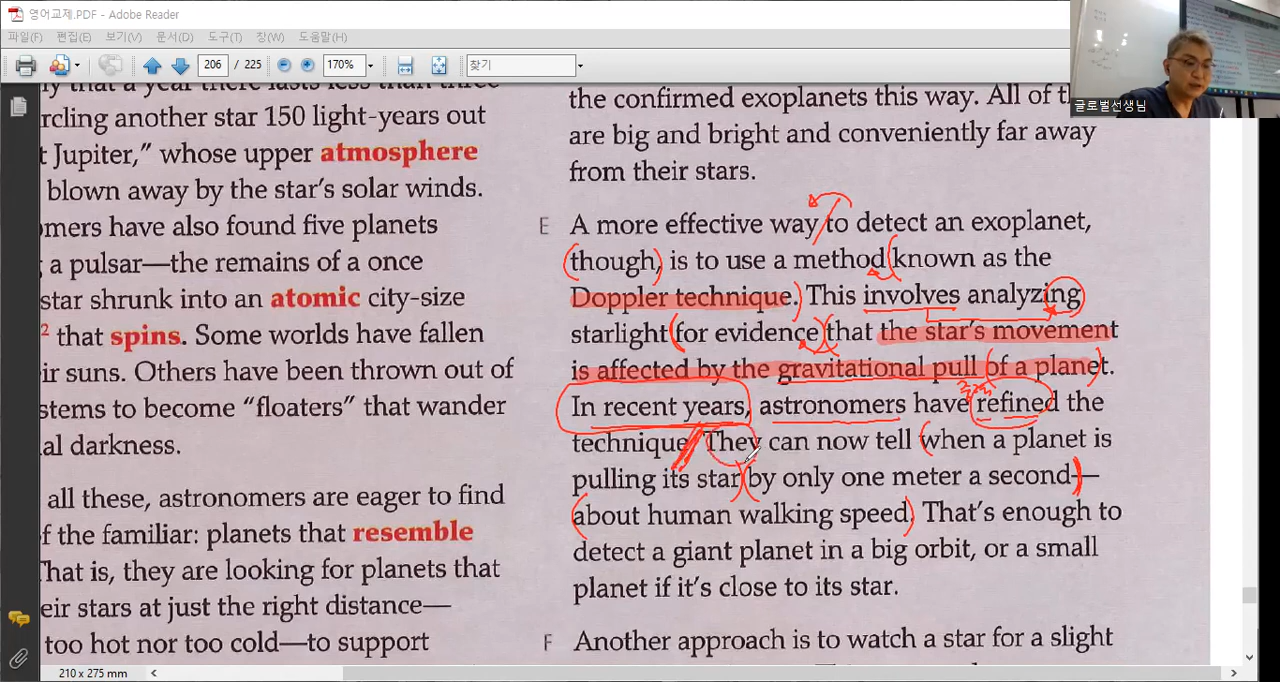 영어교제.PDF - Adobe Reader
파일(F) 편집(E) 보기(V) 문서(D) 도구(T) 창(W) 도움말(H)
206 / 225 170% 찾기
글로벌선생님
y that a year there lasts less than three
rcling another star 150 light-years out
t Jupiter,” whose upper atmosphere
blown away by the star’s solar winds.
omers have also found five planets
; a pulsar—the remains of a once
star shrunk into an atomic city-size
2 that spins. Some worlds have fallen
ir suns. Others have been thrown out of
stems to become “floaters” that wander
al darkness.
all these, astronomers are eager to find
f the familiar: planets that resemble
That is, they are looking for planets that
eir stars at just the right distance—
too hot nor too cold—to support
the confirmed exoplanets this way. All of t
are big and bright and conveniently far away
from their stars.
E A more effective way to detect an exoplanet,
though, is to use a method known as the
Doppler technique. This involves analyzing
starlight for evidence that the star’s movement
is affected by the gravitational pull of a planet.
In recent years, astronomers have refined the
technique. They can now tell when a planet is
pulling its star by only one meter a second—
about human walking speed. That’s enough to
detect a giant planet in a big orbit, or a small
planet if it’s close to its star.
F Another approach is to watch a star for a slight
210 x 275 mm